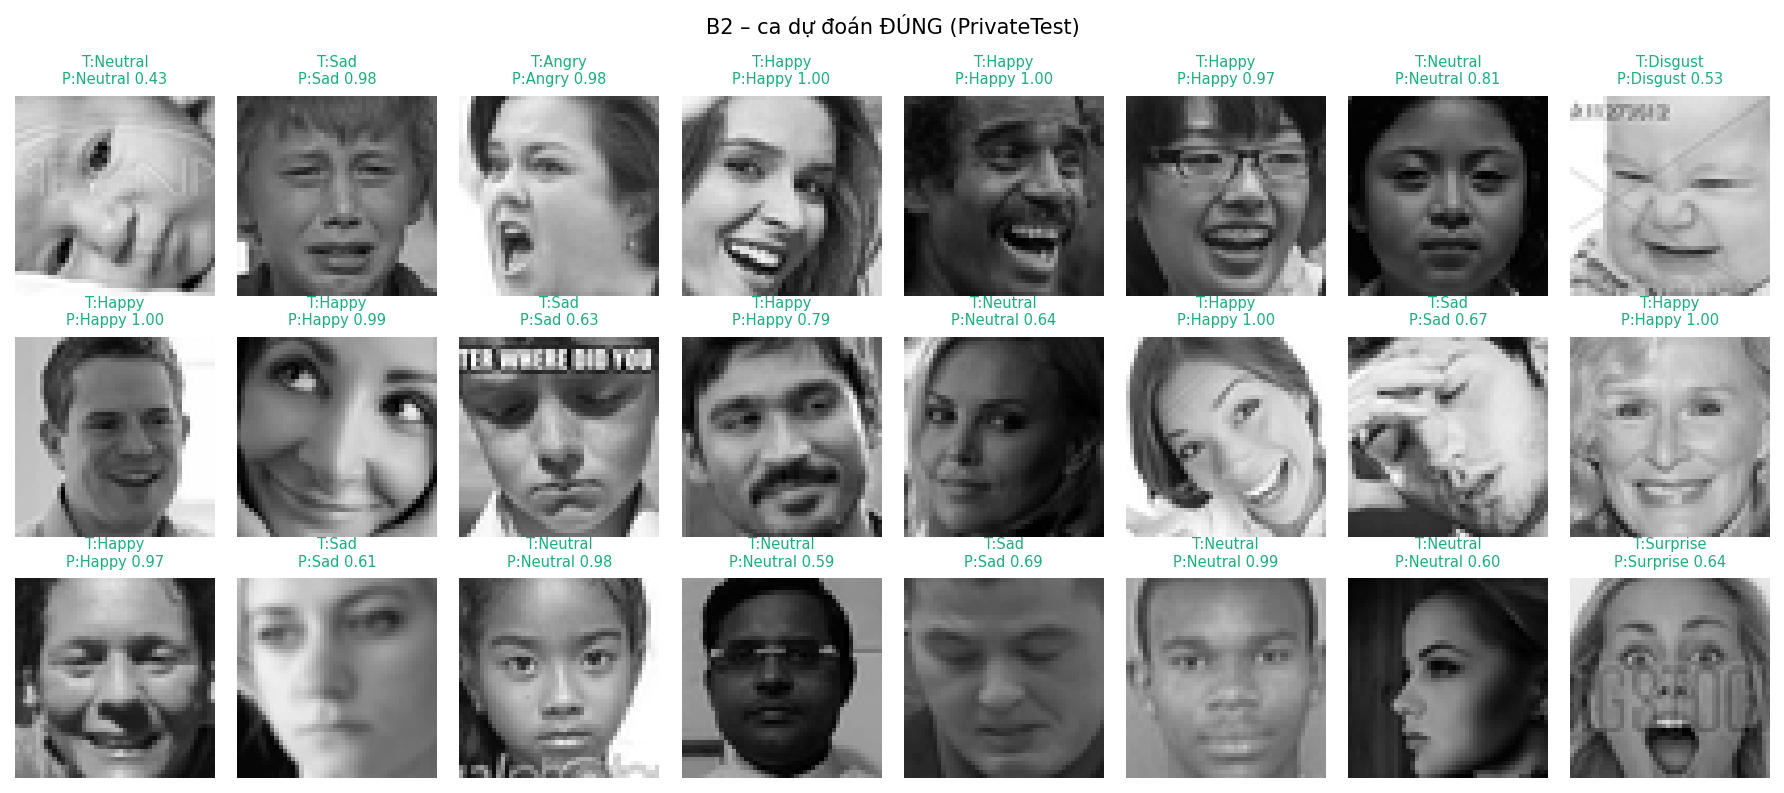 B2 – ca dự đoán ĐÚNG (PrivateTest)
T:Neutral
P:Neutral 0.43
T:Sad
P:Sad 0.98
T:Angry
P:Angry 0.98
T:Happy
P:Happy 1.00
T:Happy
P:Happy 1.00
T:Happy
P:Happy 0.97
T:Neutral
P:Neutral 0.81
T:Disgust
P:Disgust 0.53
T:Happy
P:Happy 1.00
T:Happy
P:Happy 0.99
T:Sad
P:Sad 0.63
T:Happy
P:Happy 0.79
T:Neutral
P:Neutral 0.64
T:Happy
P:Happy 1.00
T:Sad
P:Sad 0.67
T:Happy
P:Happy 1.00
TER WHERE DID YOU
T:Happy
P:Happy 0.97
T:Sad
P:Sad 0.61
T:Neutral
P:Neutral 0.98
T:Neutral
P:Neutral 0.59
T:Sad
P:Sad 0.69
T:Neutral
P:Neutral 0.99
T:Neutral
P:Neutral 0.60
T:Surprise
P:Surprise 0.64